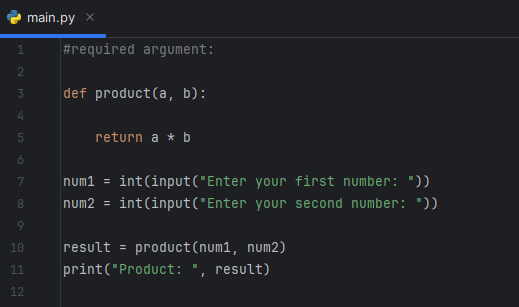 main.py
1 #required argument:
2
3 def product(a, b):
4
5     return a * b
6
7 num1 = int(input("Enter your first number: "))
8 num2 = int(input("Enter your second number: "))
9
10 result = product(num1, num2)
11 print("Product: ", result)
12